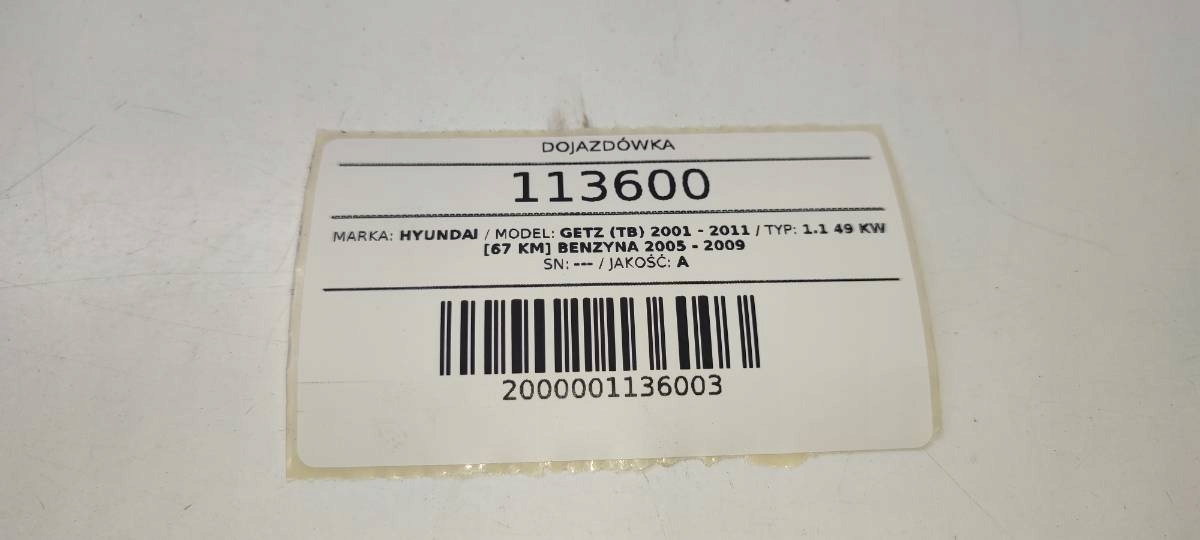 DOJAZDÓWKA
113600
MARKA: HYUNDAI / MODEL: GETZ (TB) 2001 - 2011 / TYP: 1.1 49 KW
[67 KM] BENZYNA 2005 - 2009
SN: --- / JAKOŚĆ: A
2000001136003